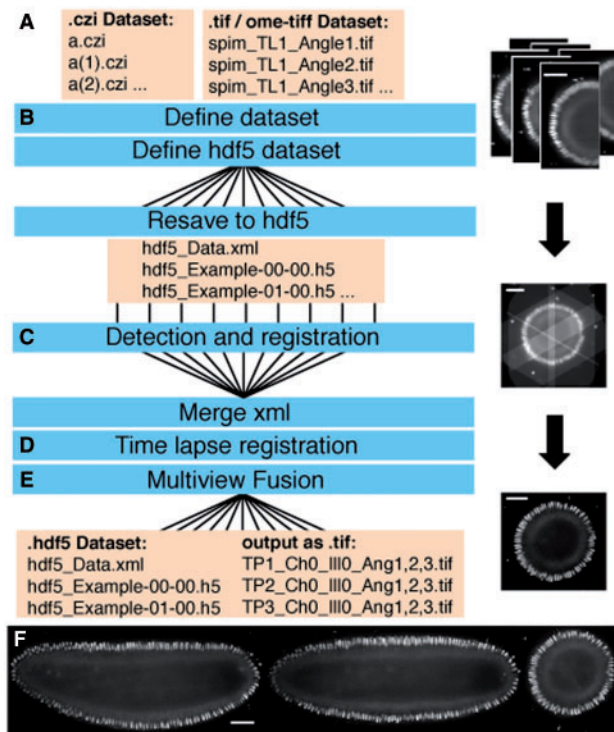 A
.czi Dataset:
a.czi
a(1).czi
a(2).czi ...
.tif / ome-tiff Dataset:
spim_TL1_Angle1.tif
spim_TL1_Angle2.tif
spim_TL1_Angle3.tif ...
B
Define dataset
Define hdf5 dataset
Resave to hdf5
hdf5_Data.xml
hdf5_Example-00-00.h5
hdf5_Example-01-00.h5 ...
C
Detection and registration
Merge xml
D
Time lapse registration
E
Multiview Fusion
.hdf5 Dataset:
hdf5_Data.xml
hdf5_Example-00-00.h5
hdf5_Example-01-00.h5
output as .tif:
TP1_Ch0_Ill0_Ang1,2,3.tif
TP2_Ch0_Ill0_Ang1,2,3.tif
TP3_Ch0_Ill0_Ang1,2,3.tif
F